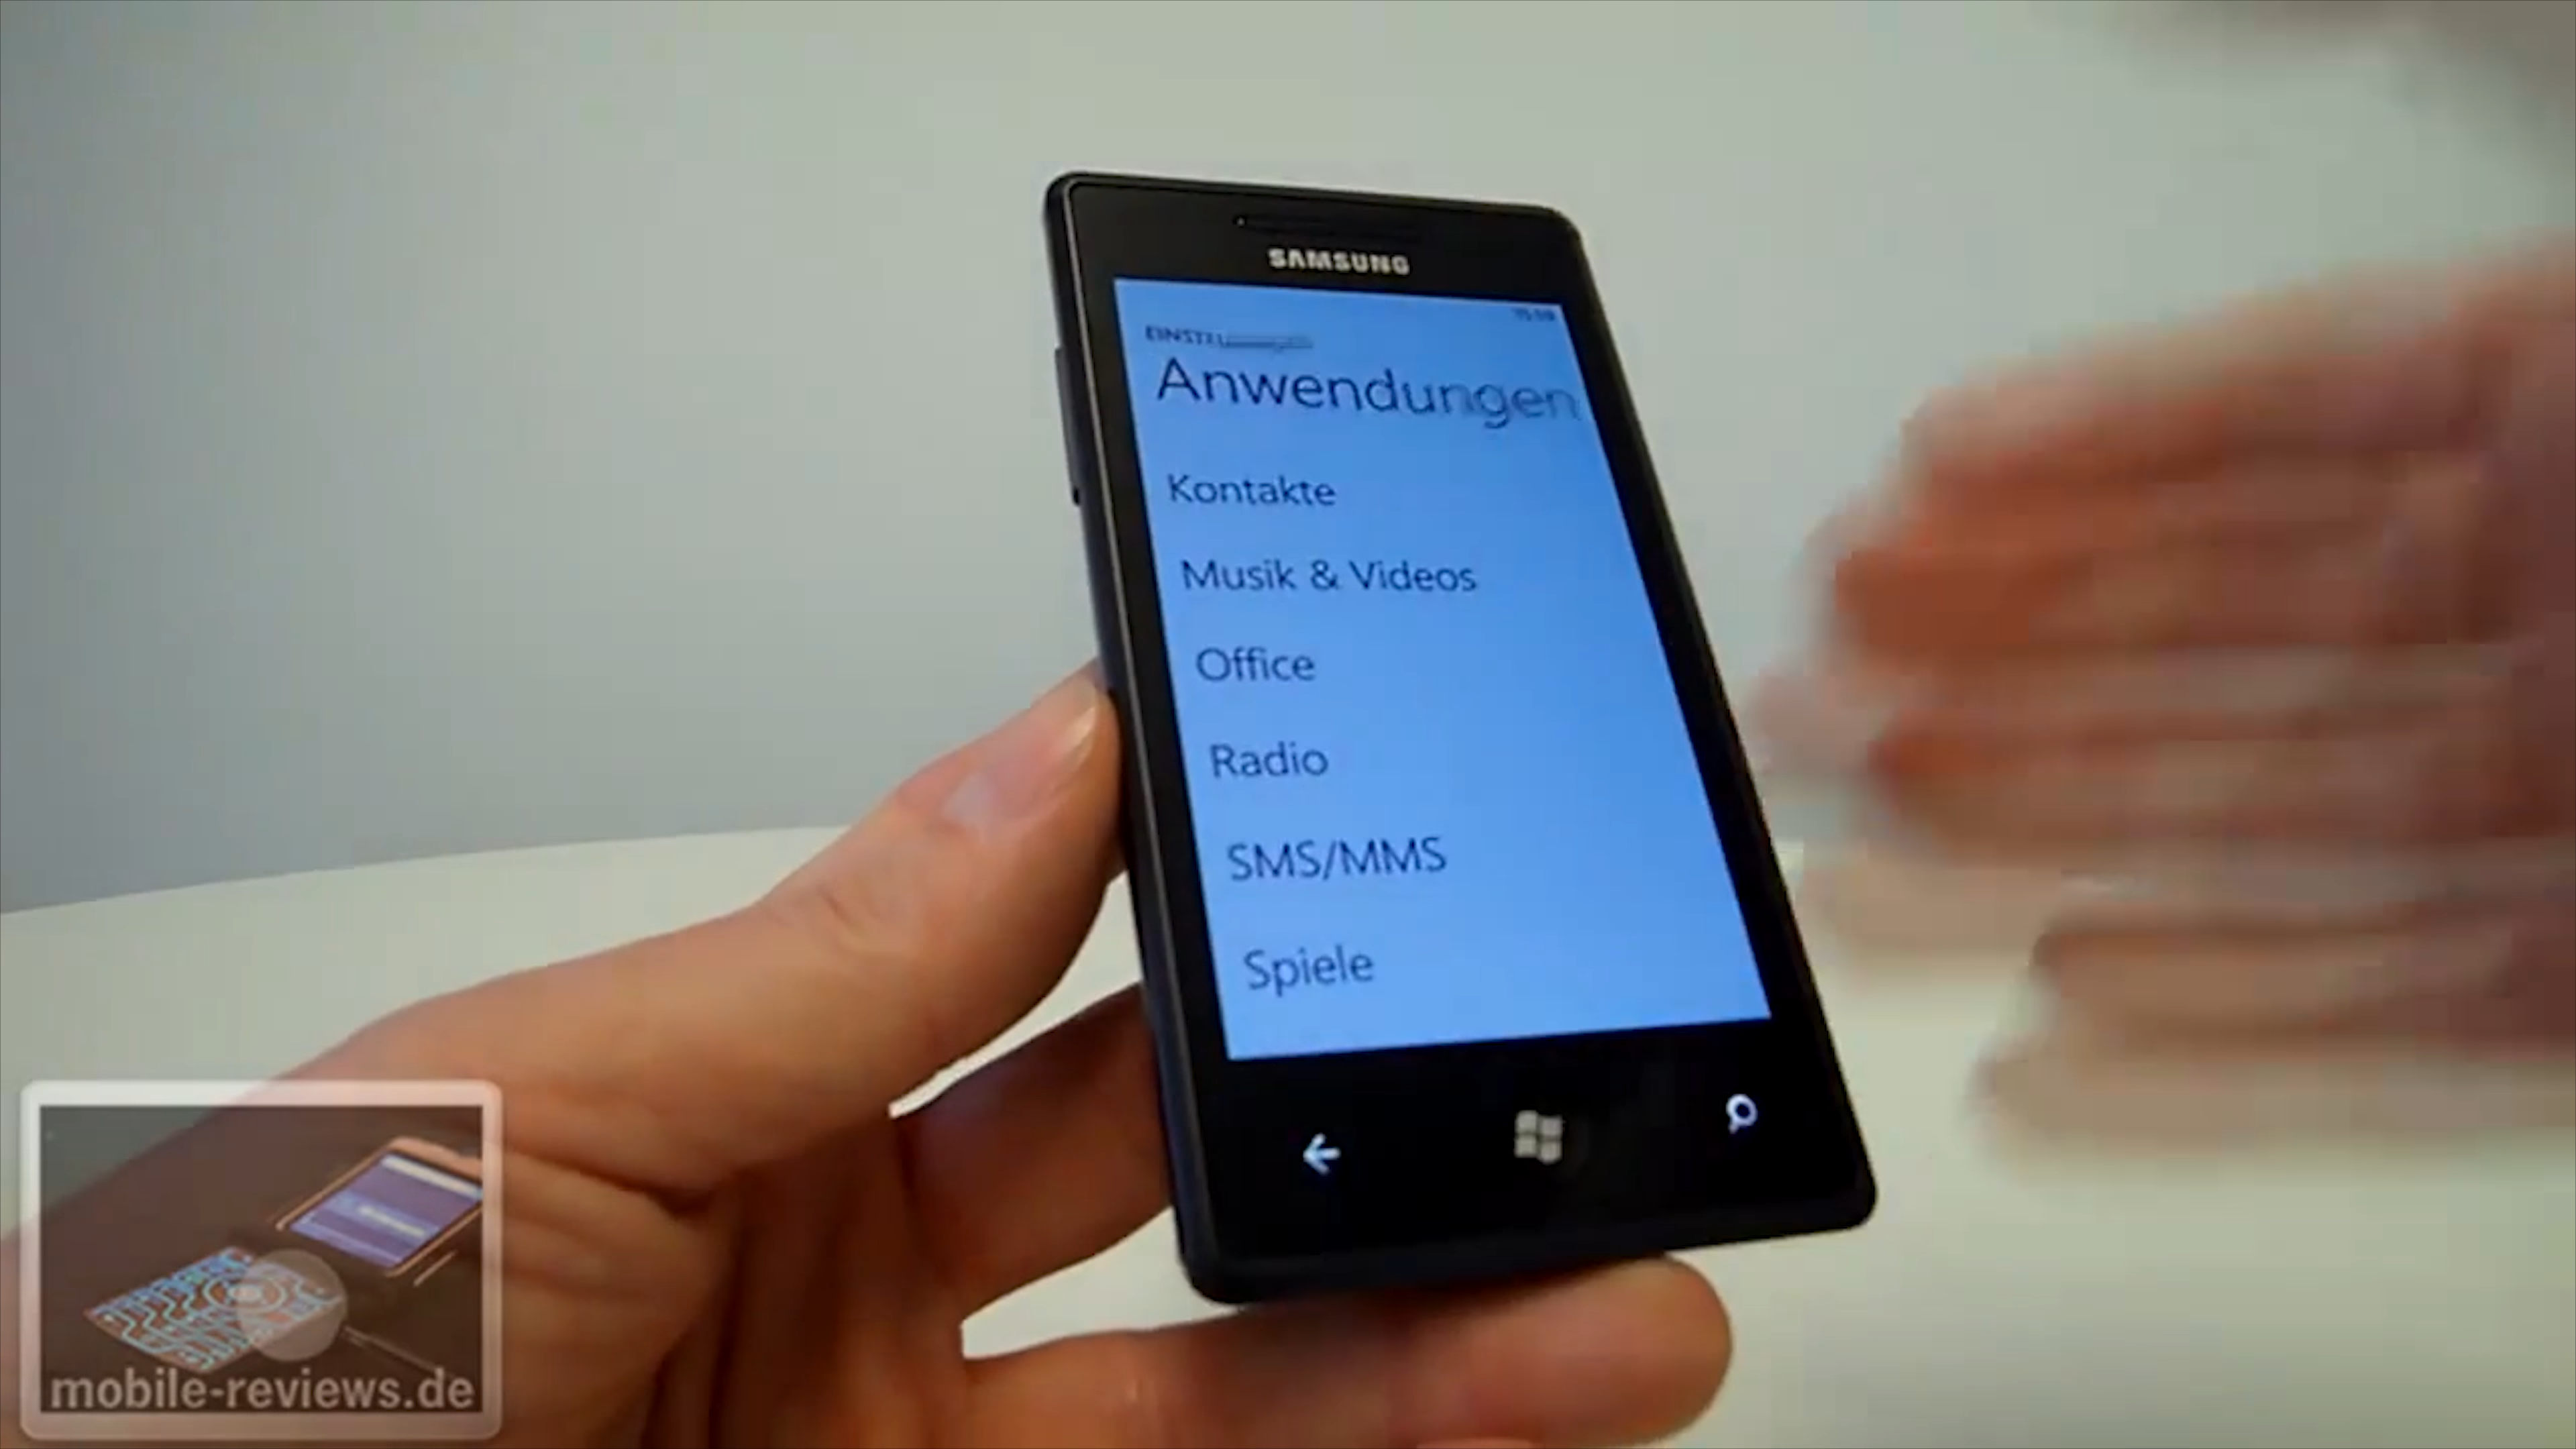 SAMSUNG
Anwendungen
Kontakte
Musik & Videos
Office
Radio
SMS/MMS
Spiele
mobile-reviews.de